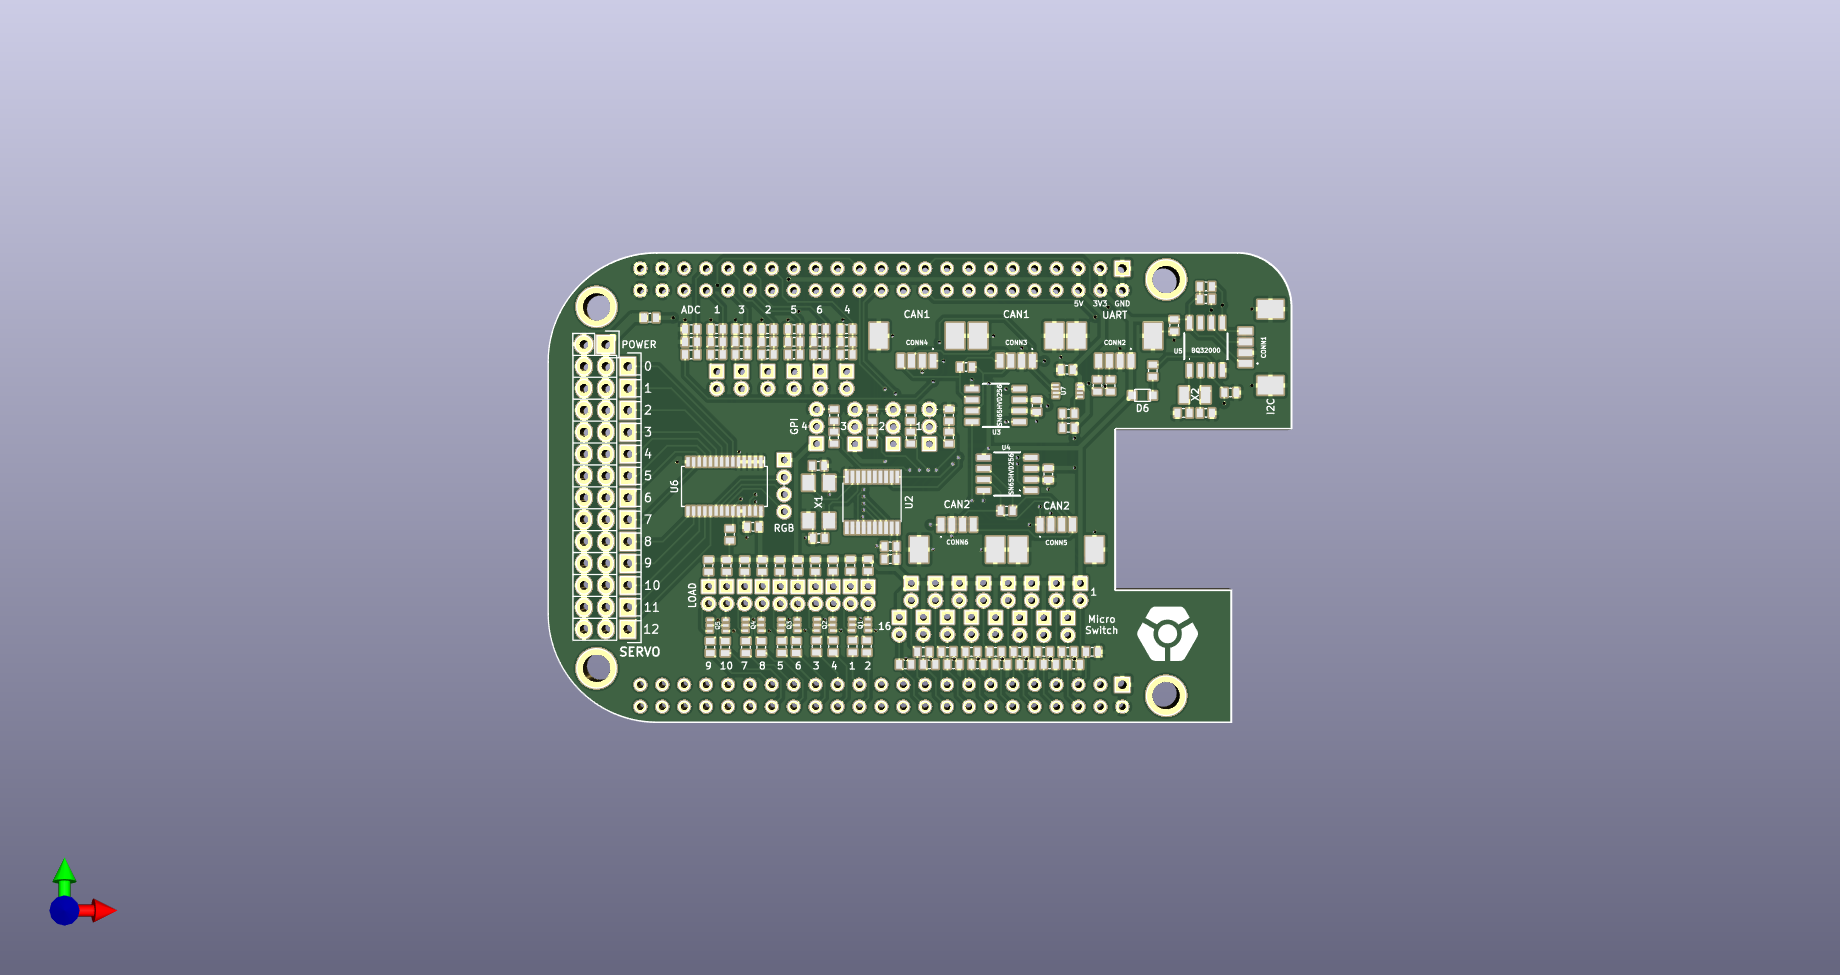 5V 3V3 GND
ADC 1 3 2 5 6 4
CAN1
CAN1
UART
POWER
CONN4
CONN3
CONN2
U5
BQ32000
CONN1
0
1
2
3
4
5
6
7
8
9
10
11
12
SERVO
U7
X2
D6
I2C
SN65HVD256
U3
GPI
4 3 2 1
U4
SN65HVD256
U6
X1
U2
RGB
CAN2
CAN2
CONN6
CONN5
LOAD
1
16
Micro
Switch
Q5
Q4
Q3
Q2
Q1
9 10 7 8 5 6 3 4 1 2